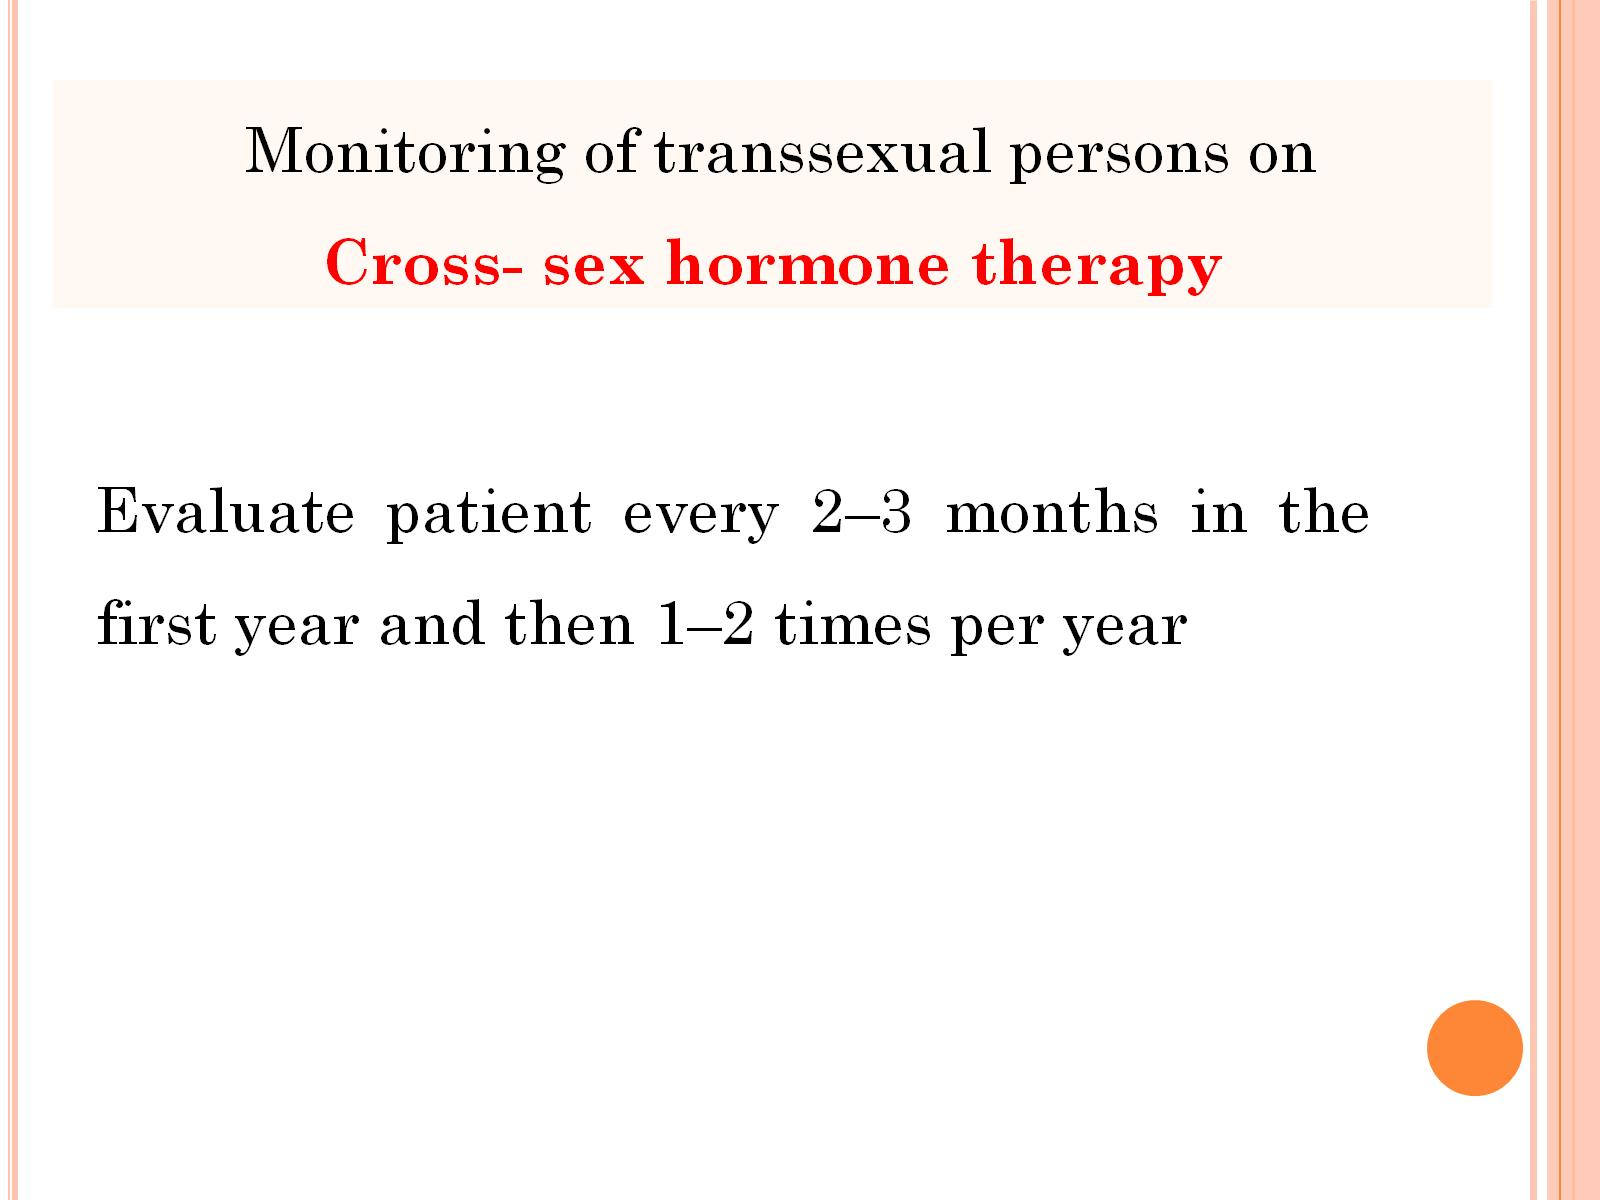 Monitoring of transsexual persons on
Cross- sex hormone therapy
Evaluate patient every 2–3 months in the
first year and then 1–2 times per year